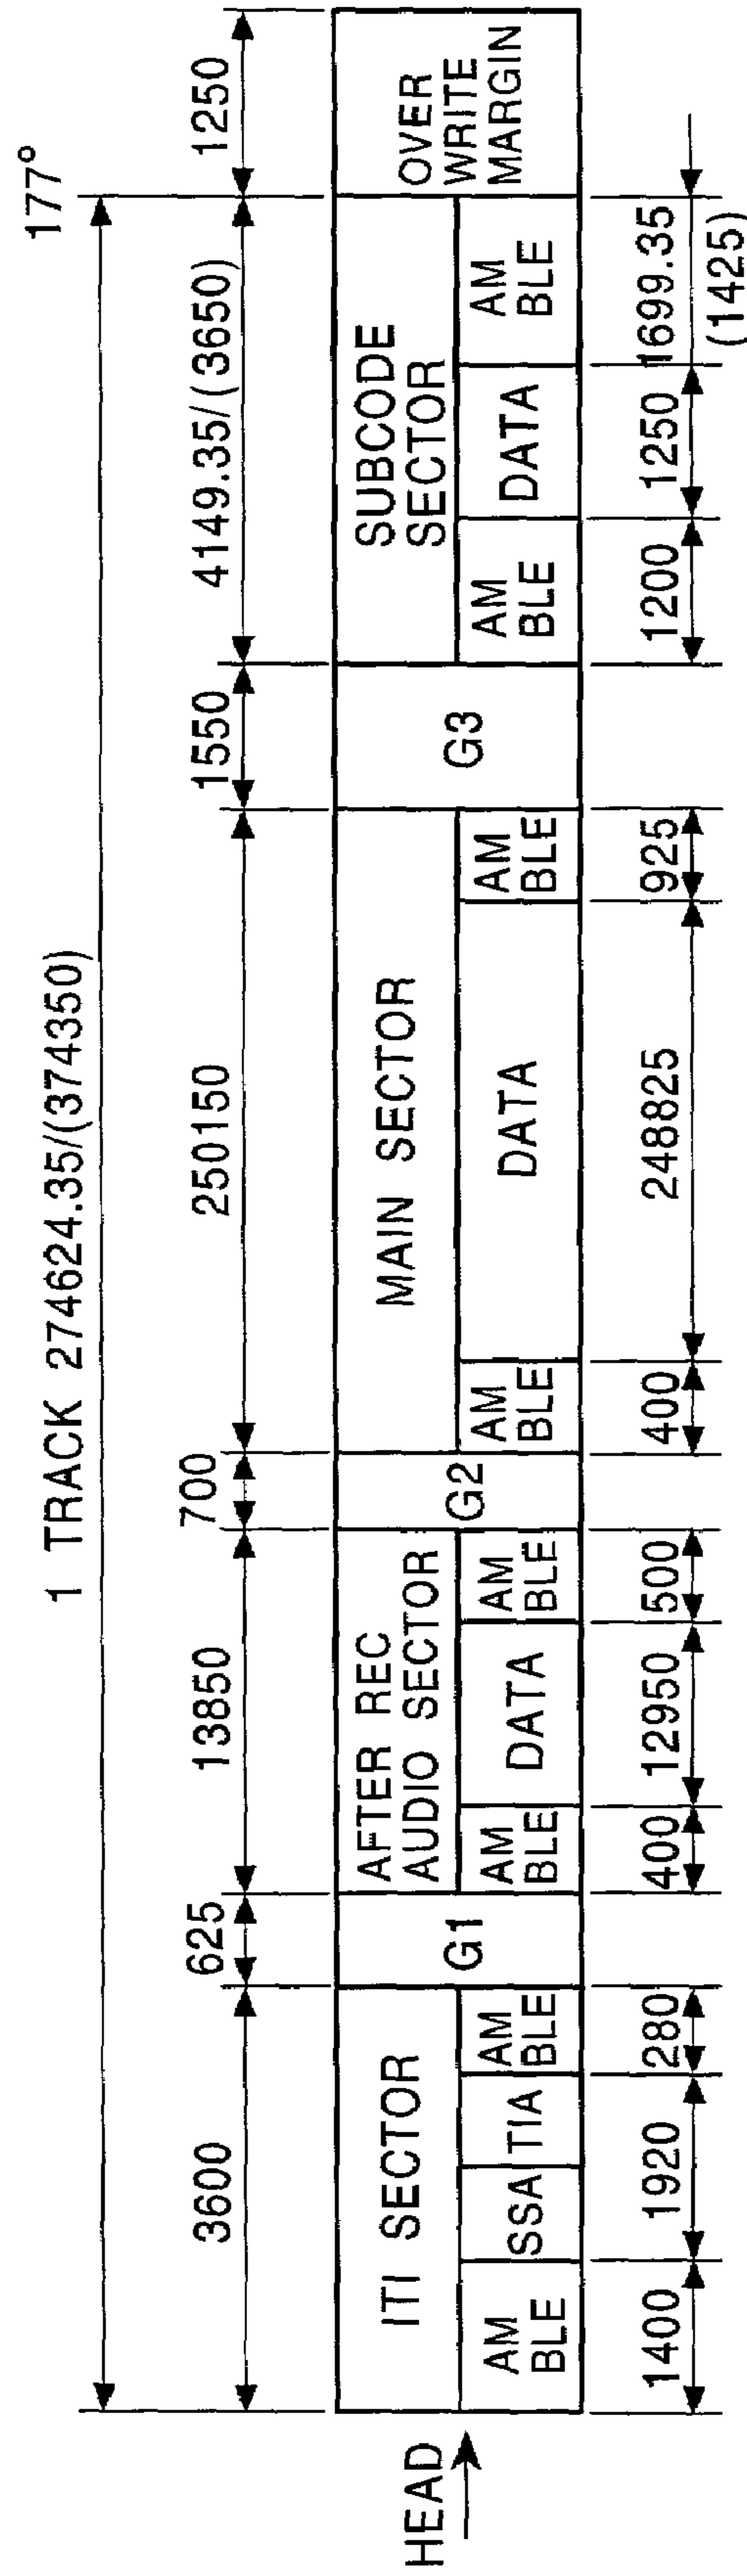 177°
1 TRACK 274624.35/(374350)
3600
625
13850
700
250150
1550
4149.35/(3650)
1250
ITI SECTOR
G1
AFTER REC
AUDIO SECTOR
G2
MAIN SECTOR
G3
SUBCODE
SECTOR
OVER
WRITE
MARGIN
HEAD
AM
BLE
SSA
TIA
AM
BLE
AM
BLE
DATA
AM
BLE
AM
BLE
DATA
AM
BLE
AM
BLE
DATA
AM
BLE
1400
1920
280
400
12950
500
400
248825
925
1200
1250
1699.35
(1425)